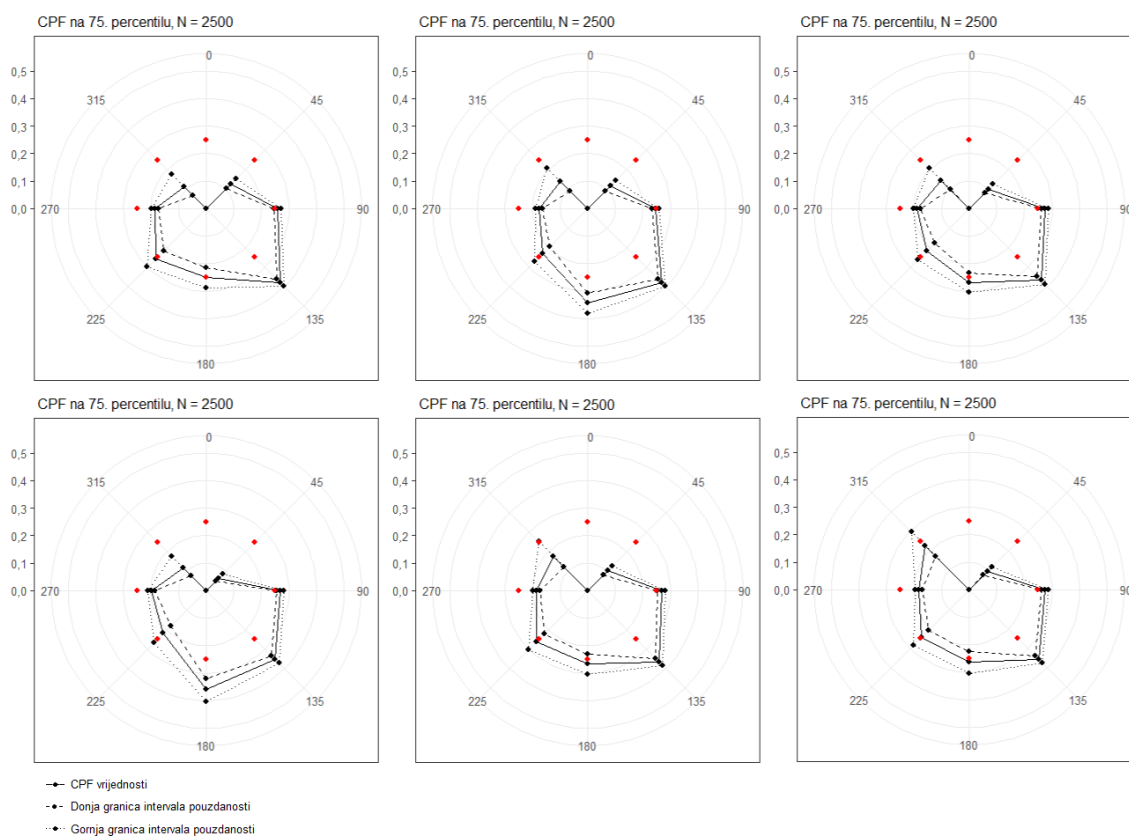 CPF na 75. percentilu, N = 2500 CPF na 75. percentilu, N = 2500 CPF na 75. percentilu, N = 2500
0 0 0
0,5 0,5 0,5
315 45 315 45 315 45
0,4 0,4 0,4
0,3 0,3 0,3
0,2 0,2 0,2
0,1 0,1 0,1
0,0 270 90 0,0 270 90 0,0 270 90
225 135 225 135 225 135
180 180 180
CPF na 75. percentilu, N = 2500 CPF na 75. percentilu, N = 2500 CPF na 75. percentilu, N = 2500
0 0 0
0,5 0,5 0,5
315 45 315 45 315 45
0,4 0,4 0,4
0,3 0,3 0,3
0,2 0,2 0,2
0,1 0,1 0,1
0,0 270 90 0,0 270 90 0,0 270 90
225 135 225 135 225 135
180 180 180
CPF vrijednosti
Donja granica intervala pouzdanosti
Gornja granica intervala pouzdanosti